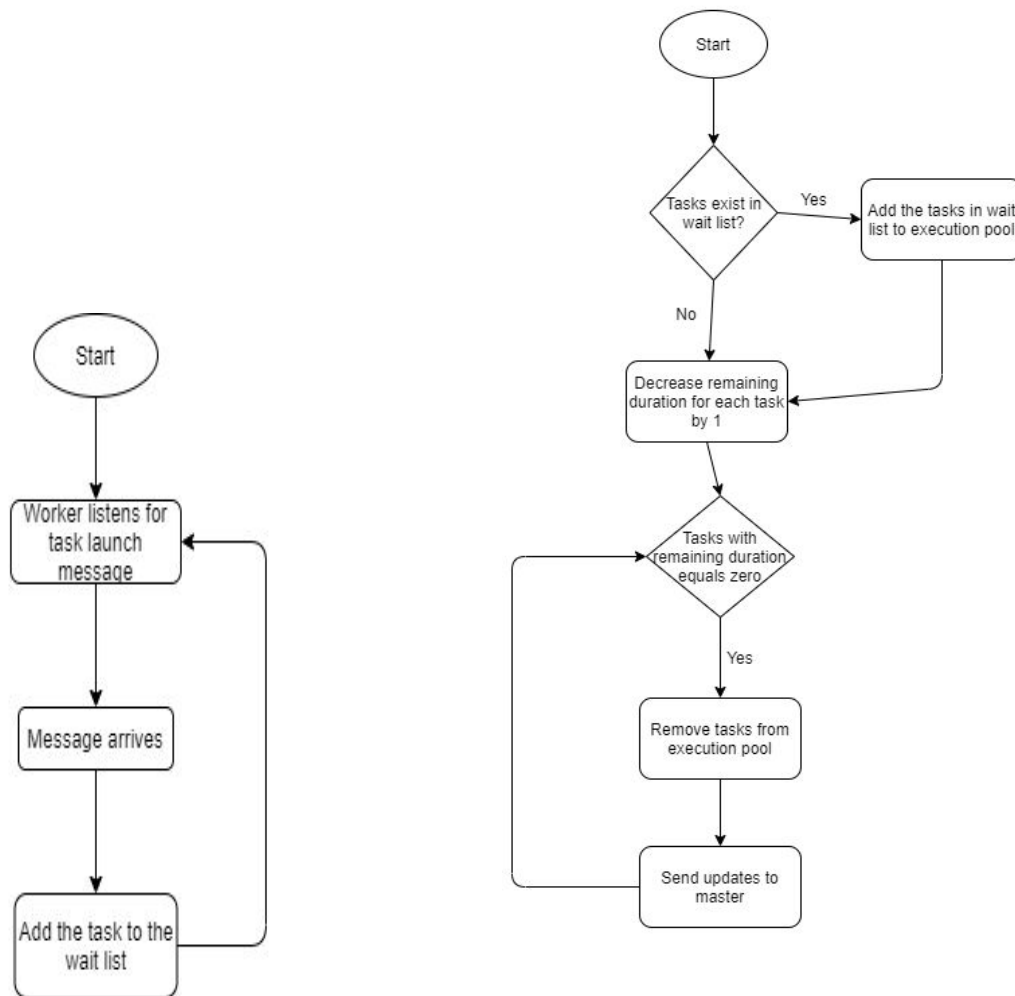 Start
Worker listens for
task launch
message
Message arrives
Add the task to the
wait list
Start
Tasks exist in
wait list?
Yes
Add the tasks in wait
list to execution pool
No
Decrease remaining
duration for each task
by 1
Tasks with
remaining duration
equals zero
Yes
Remove tasks from
execution pool
Send updates to
master